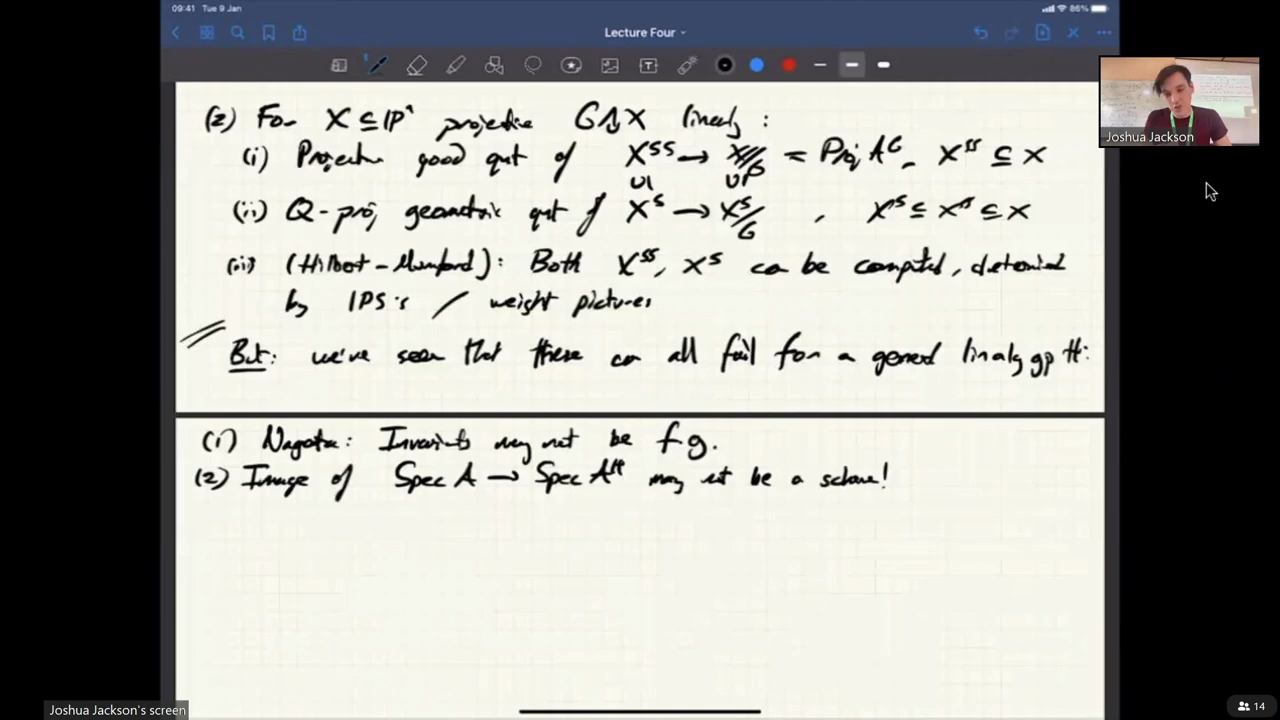 09:41 Tue 9 Jan
86%
Lecture Four
Joshua Jackson
(2) For X ⊆ ℙⁿ projective G ↷ X linearly :
(i) Projective good quot of X^ss → X//G = Proj A^G, X^ss ⊆ X
∪ı ∪ı
(ii) Q-proj geometric quot of X^s → X^s/G , X^s ⊆ X^ss ⊆ X
(iii) (Hilbert-Mumford): Both X^ss, X^s can be computed, determined
by 1PS's / weight pictures
But: we've seen that these can all fail for a general linalg gp H:
(1) Nagata: Invariants may not be f.g.
(2) Image of Spec A → Spec A^H may not be a scheme!
Joshua Jackson's screen
14